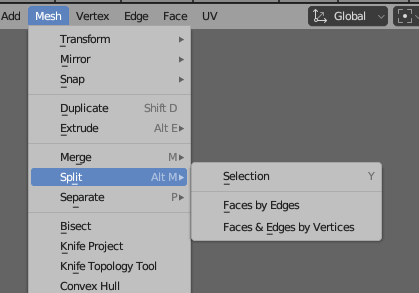 Add Mesh Vertex Edge Face UV Global
Transform
Mirror
Snap
Duplicate Shift D
Extrude Alt E
Merge M
Split Alt M
Selection Y
Separate P
Faces by Edges
Bisect
Faces & Edges by Vertices
Knife Project
Knife Topology Tool
Convex Hull